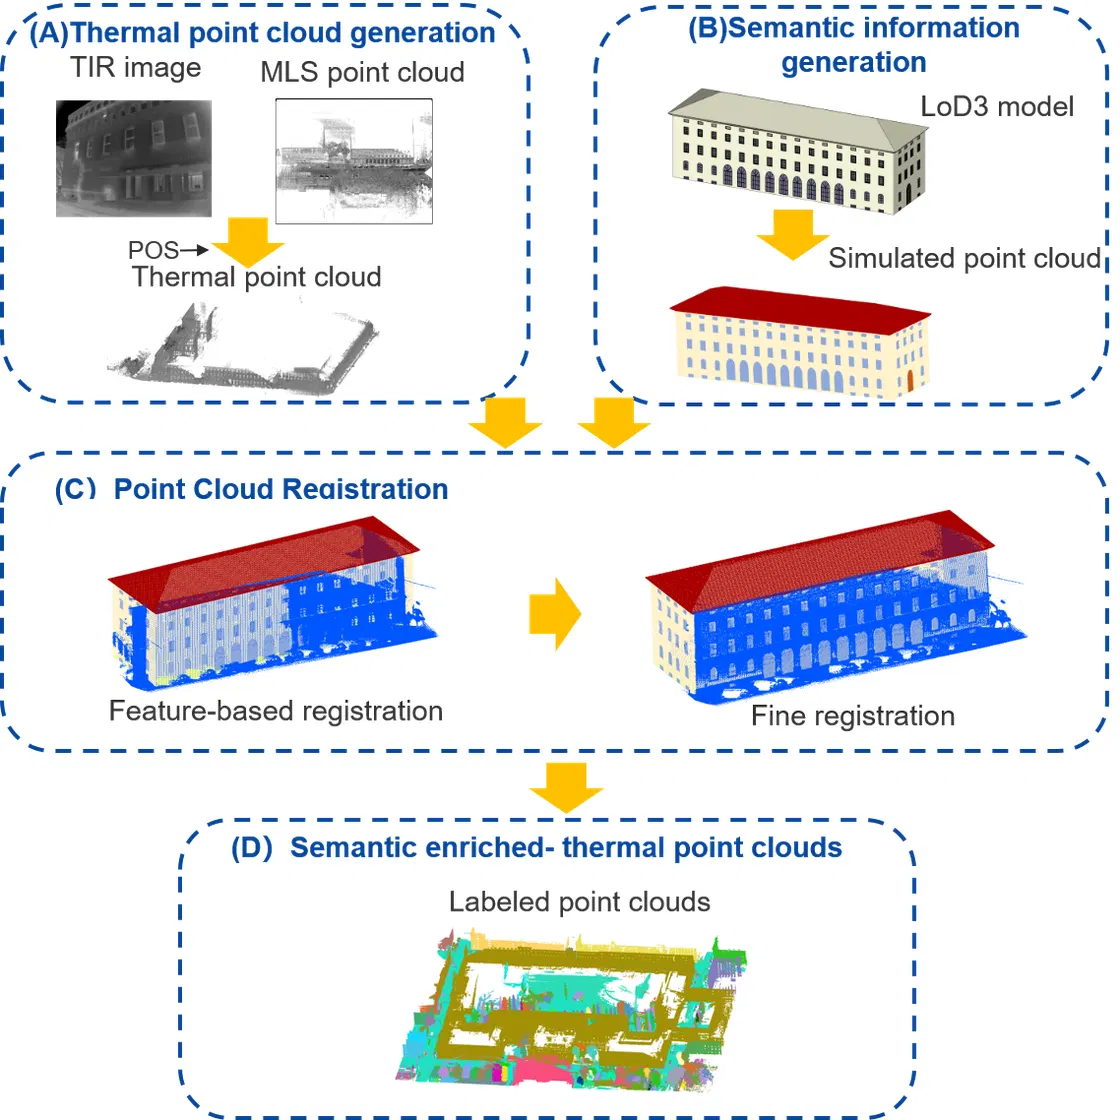 (A)Thermal point cloud generation
TIR image
MLS point cloud
POS
Thermal point cloud
(B)Semantic information
generation
LoD3 model
Simulated point cloud
(C) Point Cloud Registration
Feature-based registration
Fine registration
(D) Semantic enriched- thermal point clouds
Labeled point clouds